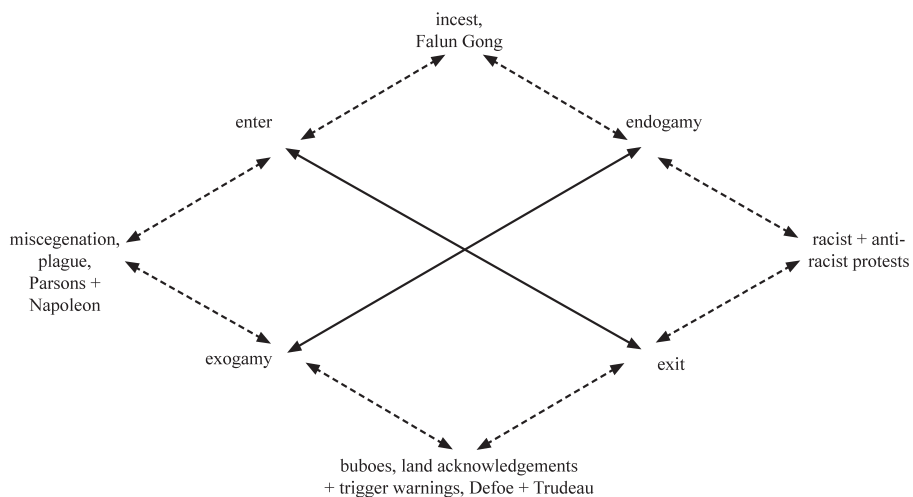 incest,
Falun Gong
enter
endogamy
miscegenation,
plague,
Parsons +
Napoleon
racist + anti-
racist protests
exogamy
exit
buboes, land acknowledgements
+ trigger warnings, Defoe + Trudeau